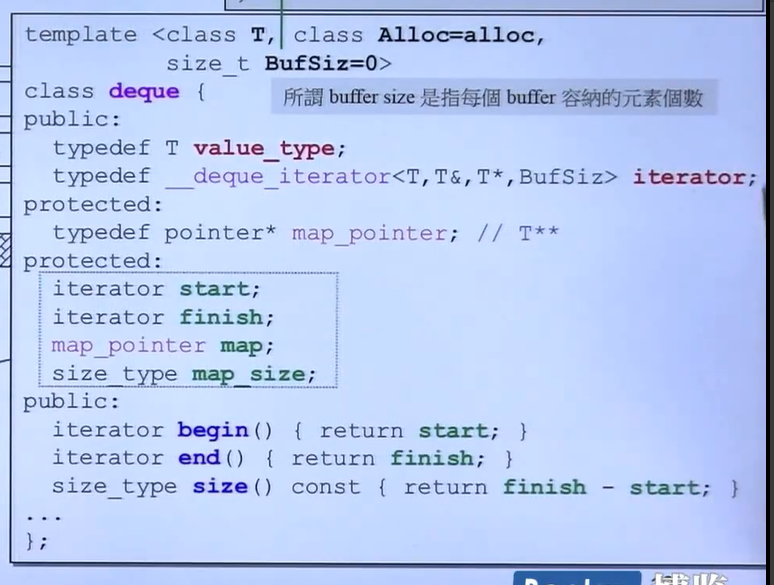 template <class T, class Alloc=alloc,
size_t BufSiz=0>
class deque {
所謂 buffer size 是指每個 buffer 容納的元素個數
public:
typedef T value_type;
typedef __deque_iterator<T,T&,T*,BufSiz> iterator;
protected:
typedef pointer* map_pointer; // T**
protected:
iterator start;
iterator finish;
map_pointer map;
size_type map_size;
public:
iterator begin() { return start; }
iterator end() { return finish; }
size_type size() const { return finish - start; }
...
};